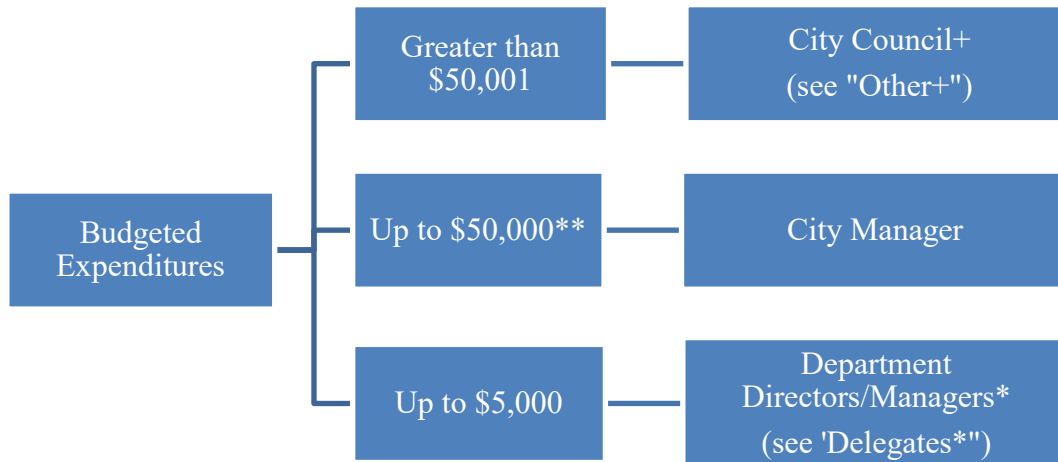 Budgeted
Expenditures
Greater than
$50,001
City Council+
(see "Other+")
Up to $50,000**
City Manager
Up to $5,000
Department
Directors/Managers*
(see 'Delegates*")